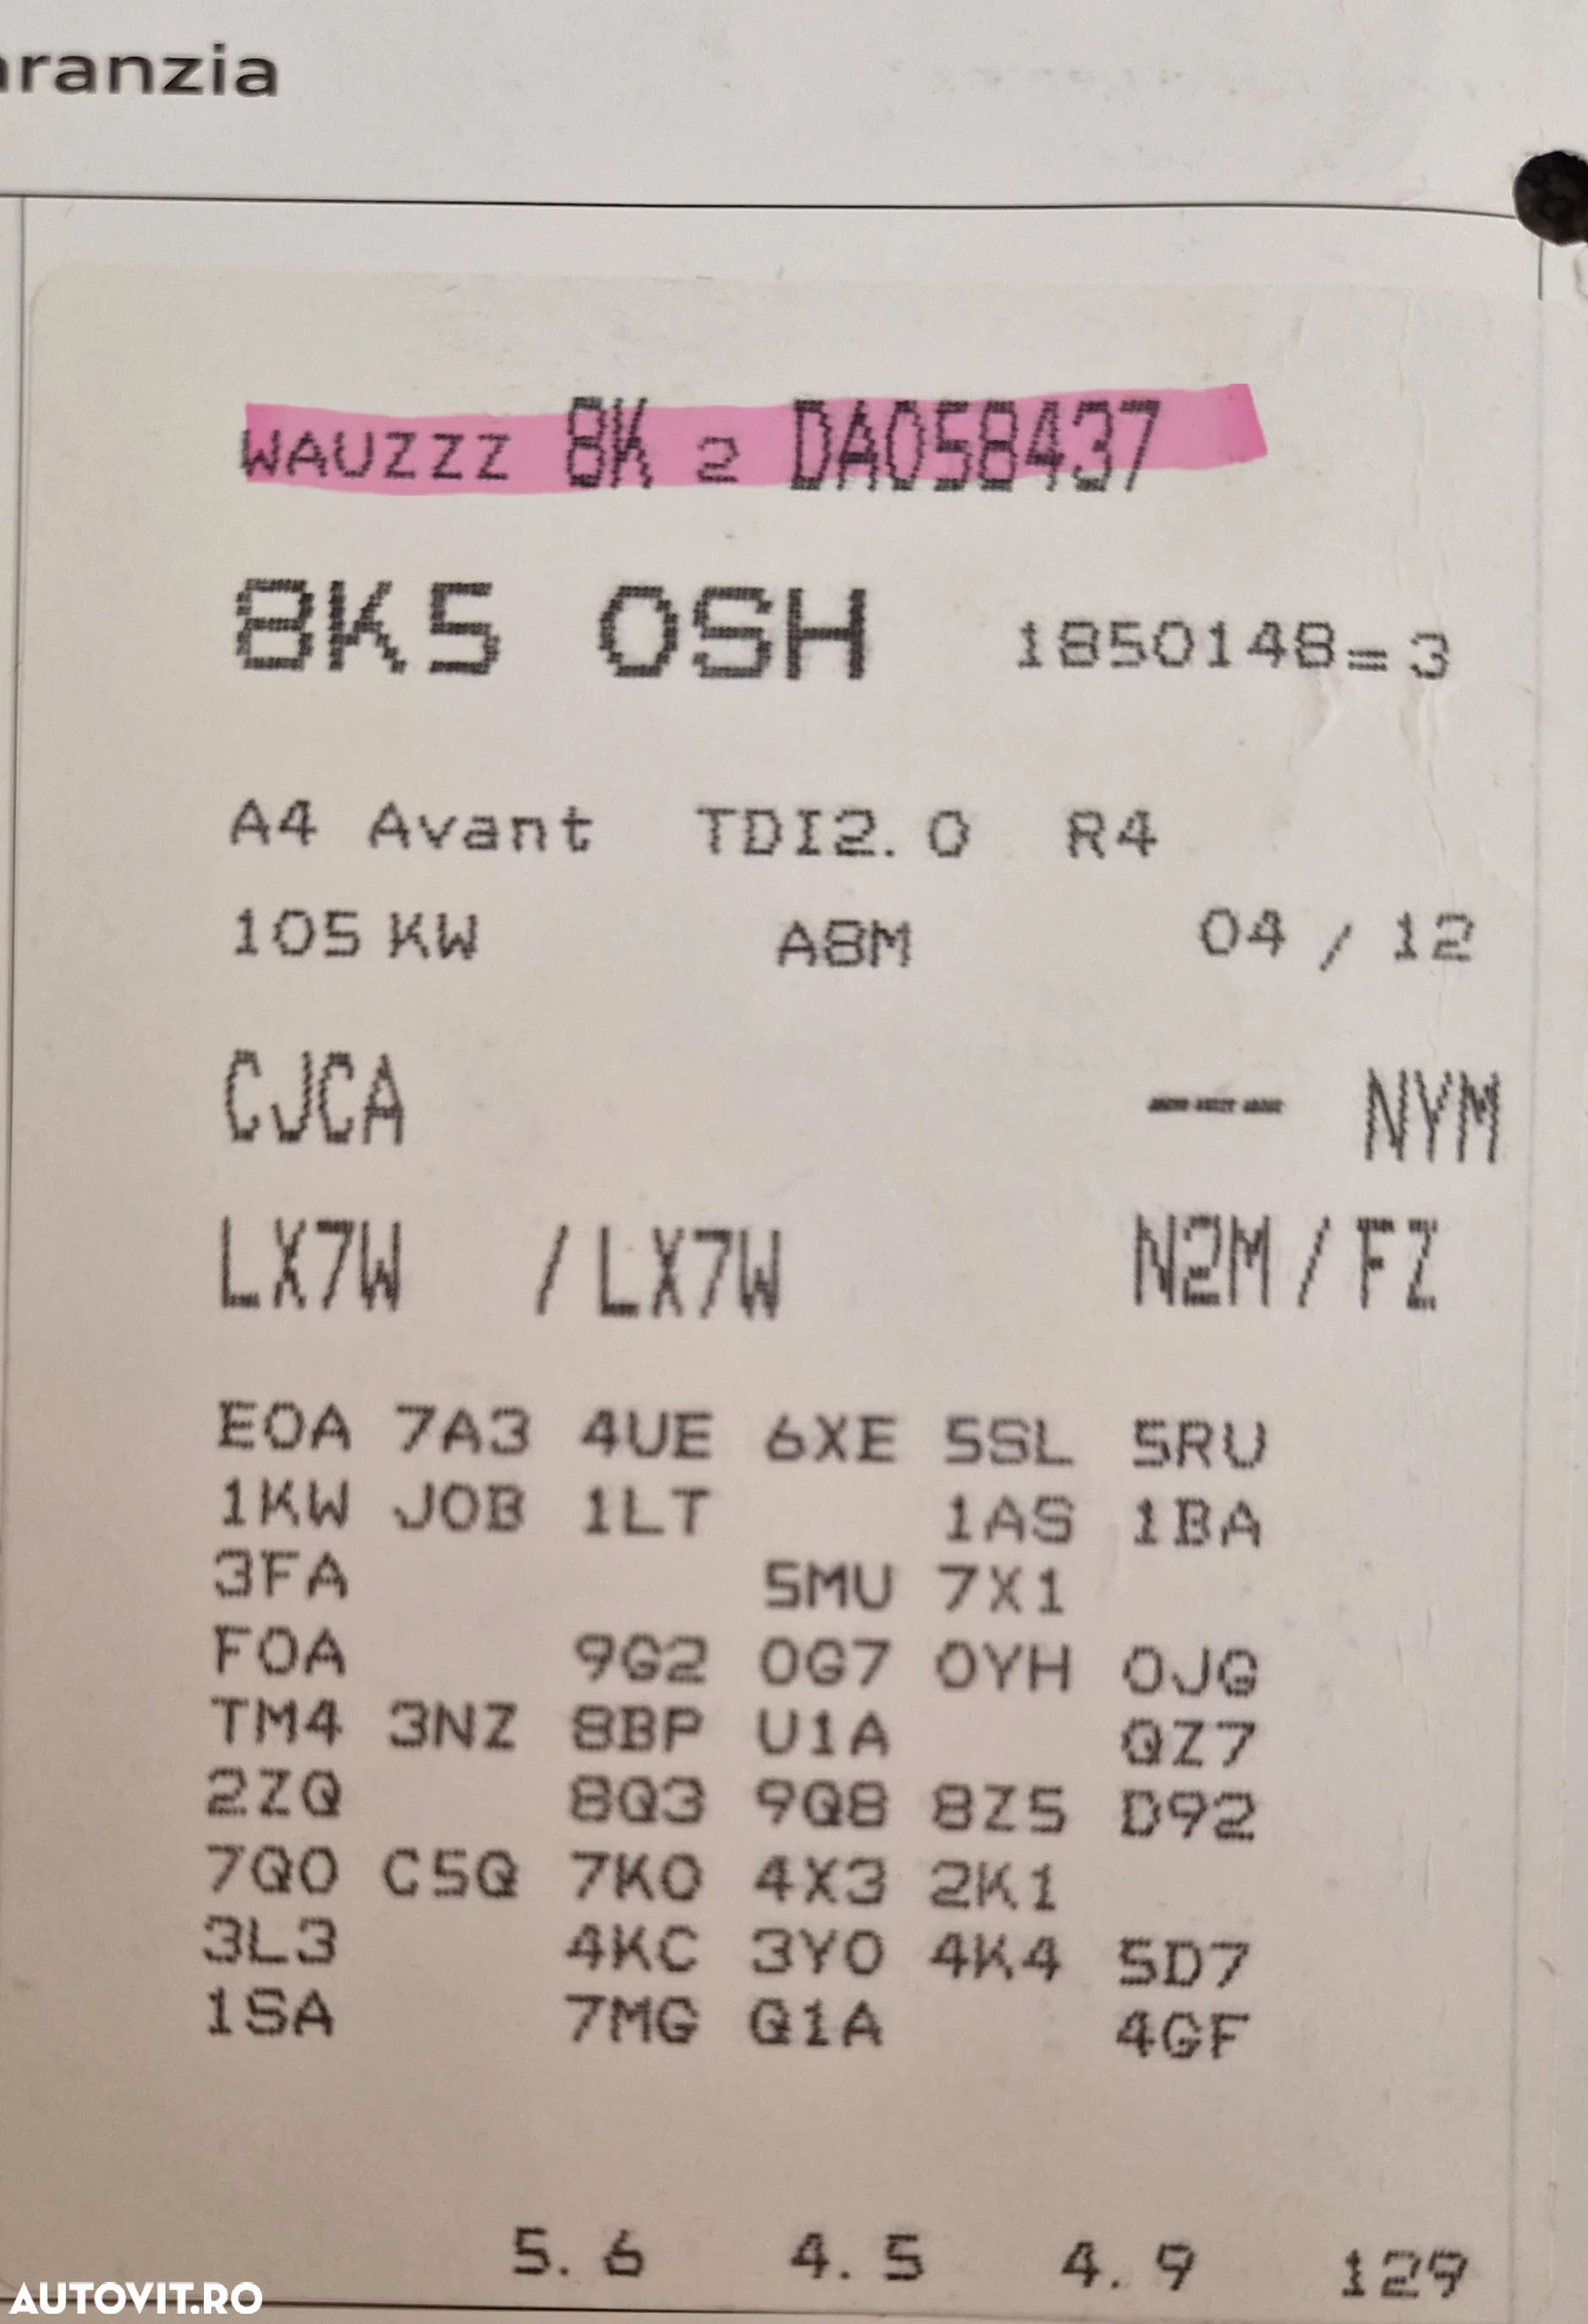 aranzia
WAUZZZ 8K 2 DA058437
8K5 0SH 1850148=3
A4 Avant TDI2.0 R4
105 KW A8M 04 / 12
CJCA --- NYM
LX7W / LX7W N2M / FZ
E0A 7A3 4UE 6XE 5SL 5RU
1KW J0B 1LT 1AS 1BA
3FA 5MU 7X1
F0A 9G2 0G7 0YH 0JG
TM4 3NZ 8BP U1A QZ7
2ZQ 8Q3 9Q8 8Z5 D92
7Q0 C5Q 7K0 4X3 2K1
3L3 4KC 3Y0 4K4 5D7
1SA 7MG Q1A 4GF
5.6 4.5 4.9 129
AUTOVIT.RO